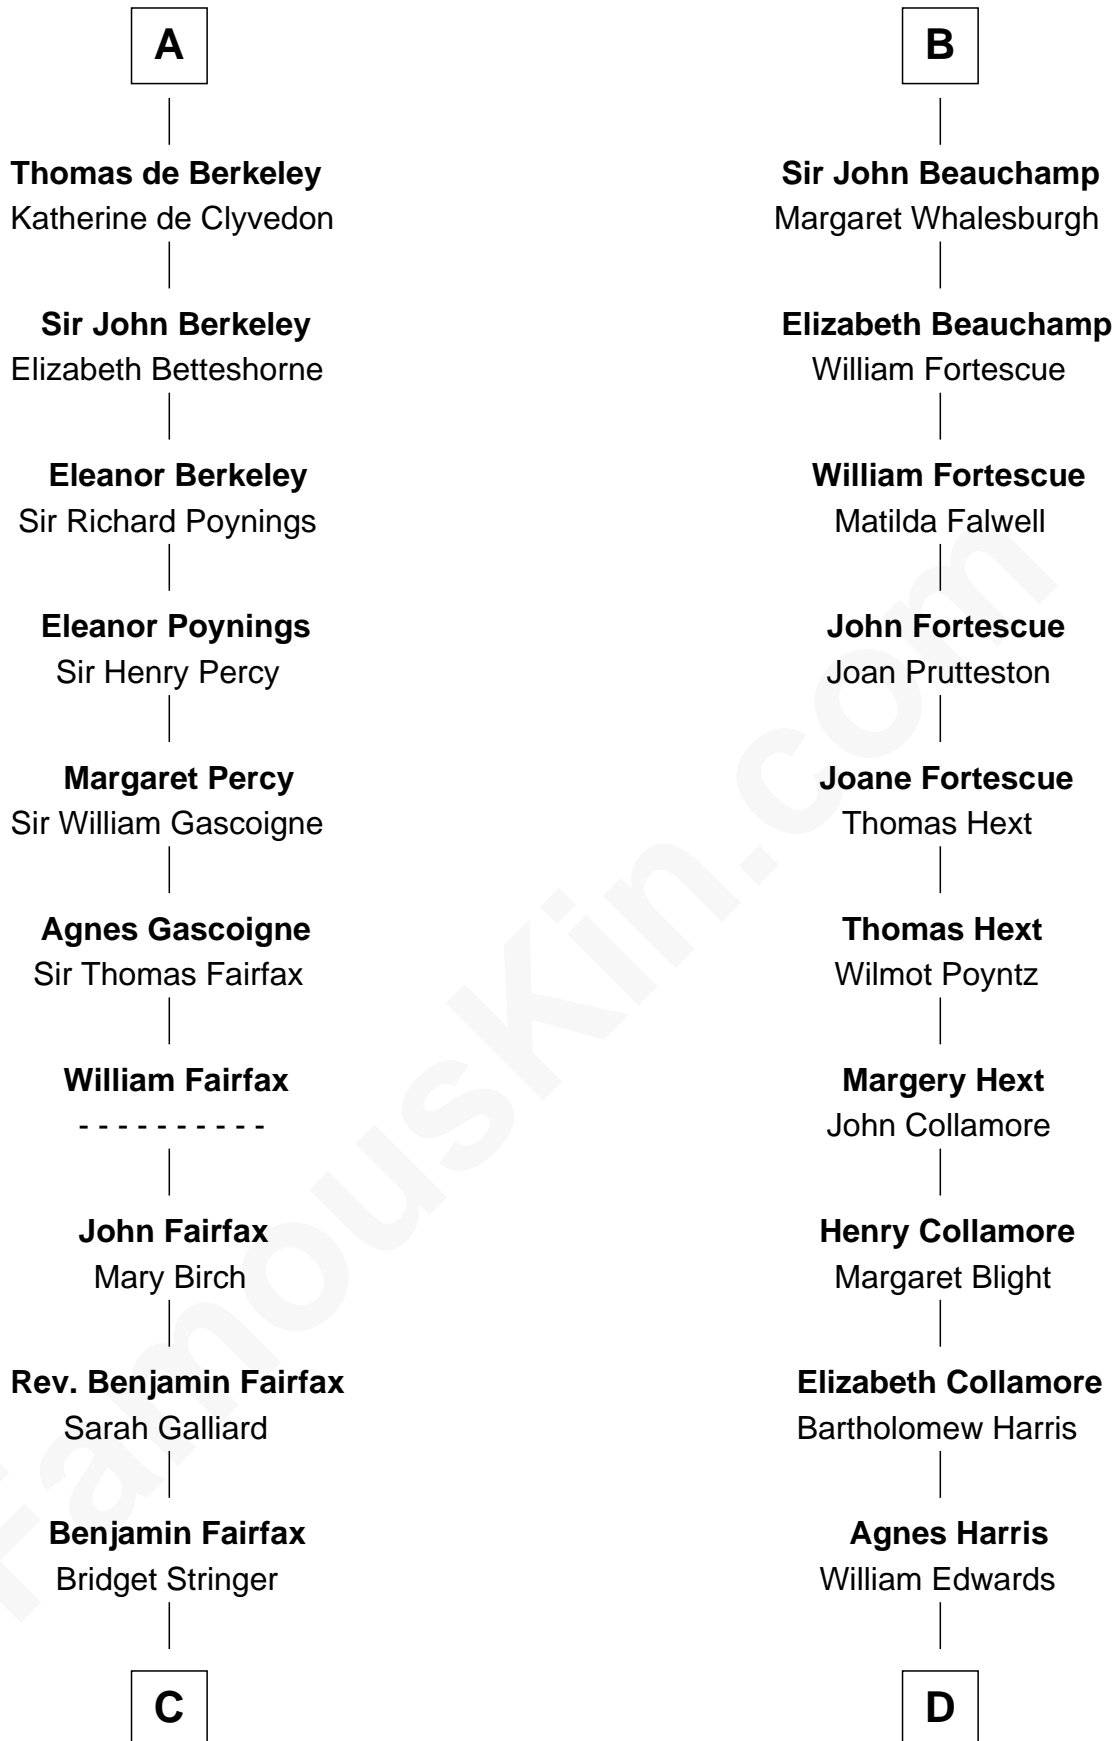 A
Thomas de Berkeley
Katherine de Clyvedon
Sir John Berkeley
Elizabeth Betteshorne
Eleanor Berkeley
Sir Richard Poynings
Eleanor Poynings
Sir Henry Percy
Margaret Percy
Sir William Gascoigne
Agnes Gascoigne
Sir Thomas Fairfax
William Fairfax
- - - - - - - - - -
John Fairfax
Mary Birch
Rev. Benjamin Fairfax
Sarah Galliard
Benjamin Fairfax
Bridget Stringer
C
B
Sir John Beauchamp
Margaret Whalesburgh
Elizabeth Beauchamp
William Fortescue
William Fortescue
Matilda Falwell
John Fortescue
Joan Prutteston
Joane Fortescue
Thomas Hext
Thomas Hext
Wilmot Poyntz
Margery Hext
John Collamore
Henry Collamore
Margaret Blight
Elizabeth Collamore
Bartholomew Harris
Agnes Harris
William Edwards
D
FamousKin.com